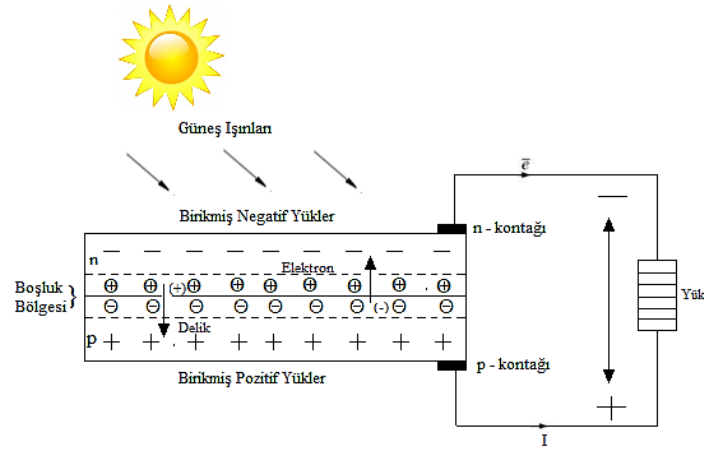 Güneş Işınları
ē
Birikmiş Negatif Yükler
n - kontağı
n
Elektron
Boşluk
Bölgesi
(+)
(-)
Delik
Yük
p
Birikmiş Pozitif Yükler
p - kontağı
I